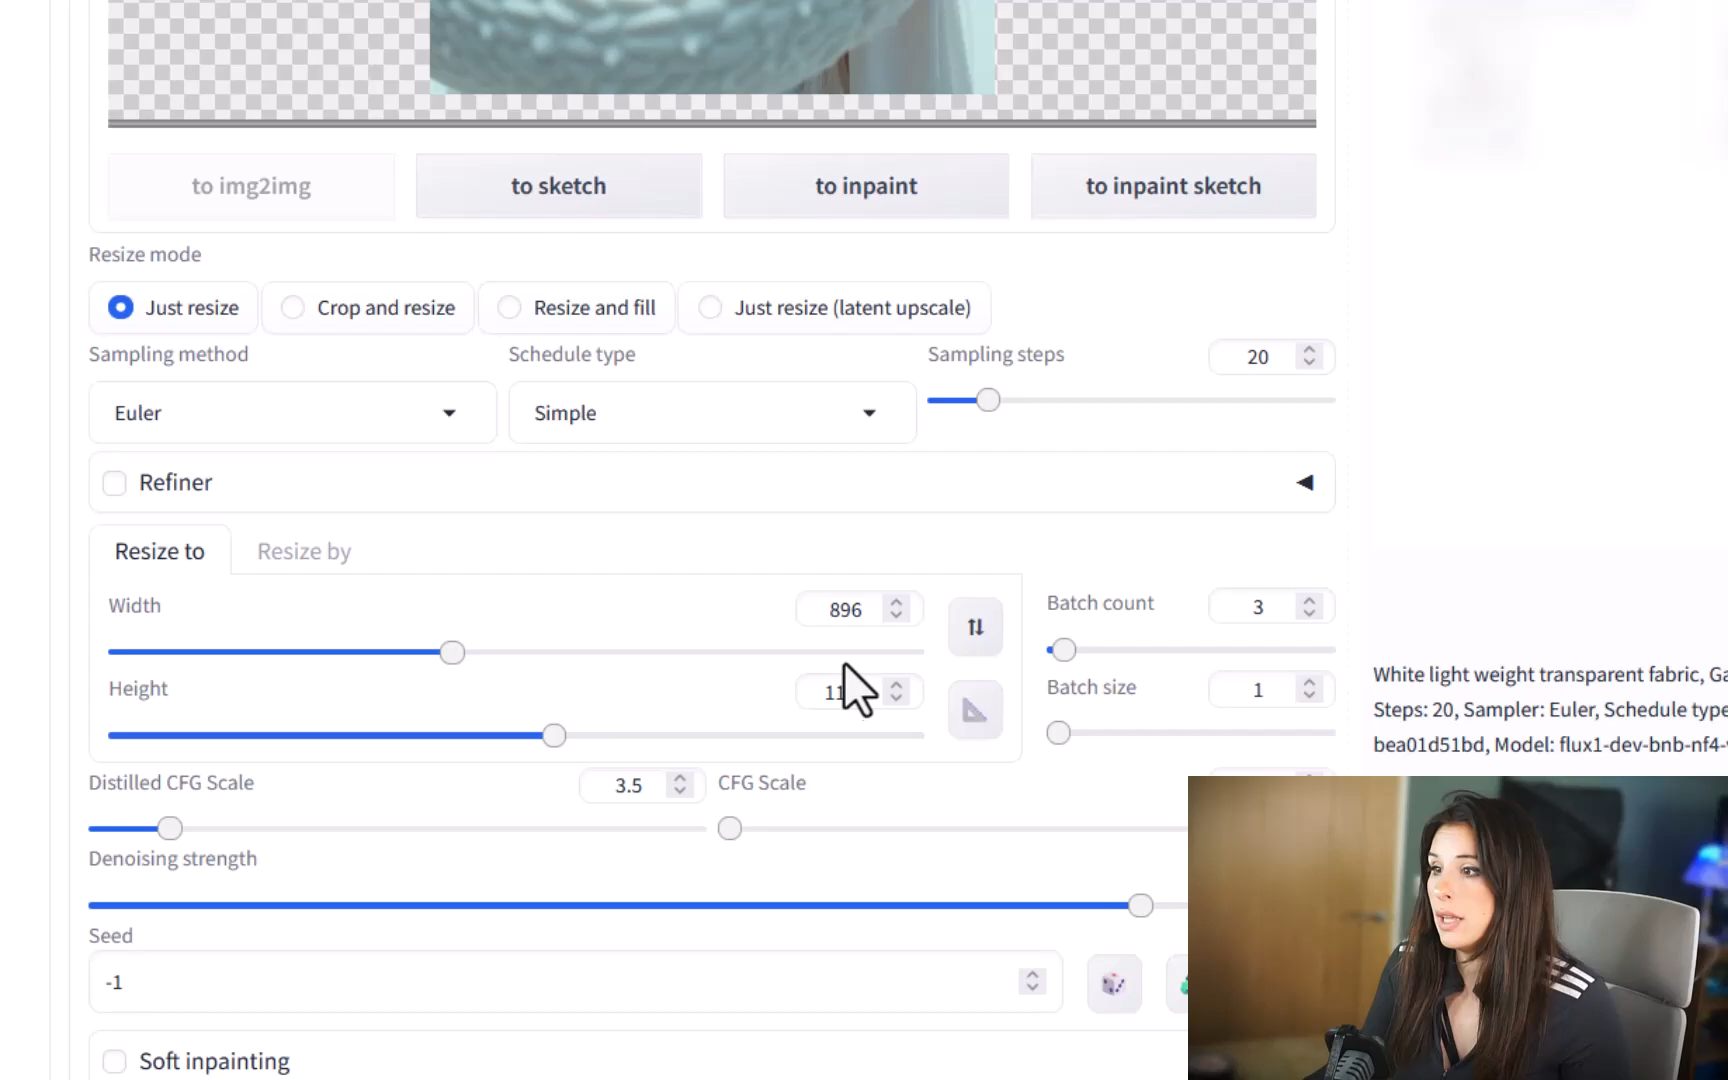 to img2img
to sketch
to inpaint
to inpaint sketch
Resize mode
Just resize
Crop and resize
Resize and fill
Just resize (latent upscale)
Sampling method
Schedule type
Sampling steps
20
Euler
Simple
Refiner
Resize to
Resize by
Width
896
Batch count
3
Height
Batch size
1
White light weight transparent fabric,
Steps: 20, Sampler: Euler, Schedule type
bea01d51bd, Model: flux1-dev-bnb-nf4-
Distilled CFG Scale
3.5
CFG Scale
Denoising strength
Seed
-1
Soft inpainting